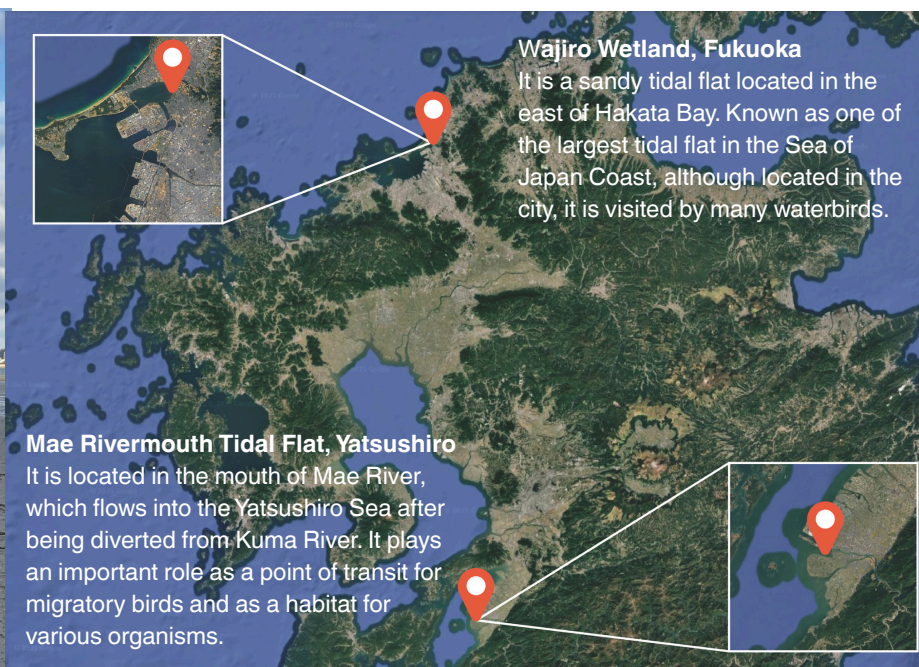 Wajiro Wetland, Fukuoka
It is a sandy tidal flat located in the
east of Hakata Bay. Known as one of
the largest tidal flat in the Sea of
Japan Coast, although located in the
city, it is visited by many waterbirds.
Mae Rivermouth Tidal Flat, Yatsushiro
It is located in the mouth of Mae River,
which flows into the Yatsushiro Sea after
being diverted from Kuma River. It plays
an important role as a point of transit for
migratory birds and as a habitat for
various organisms.